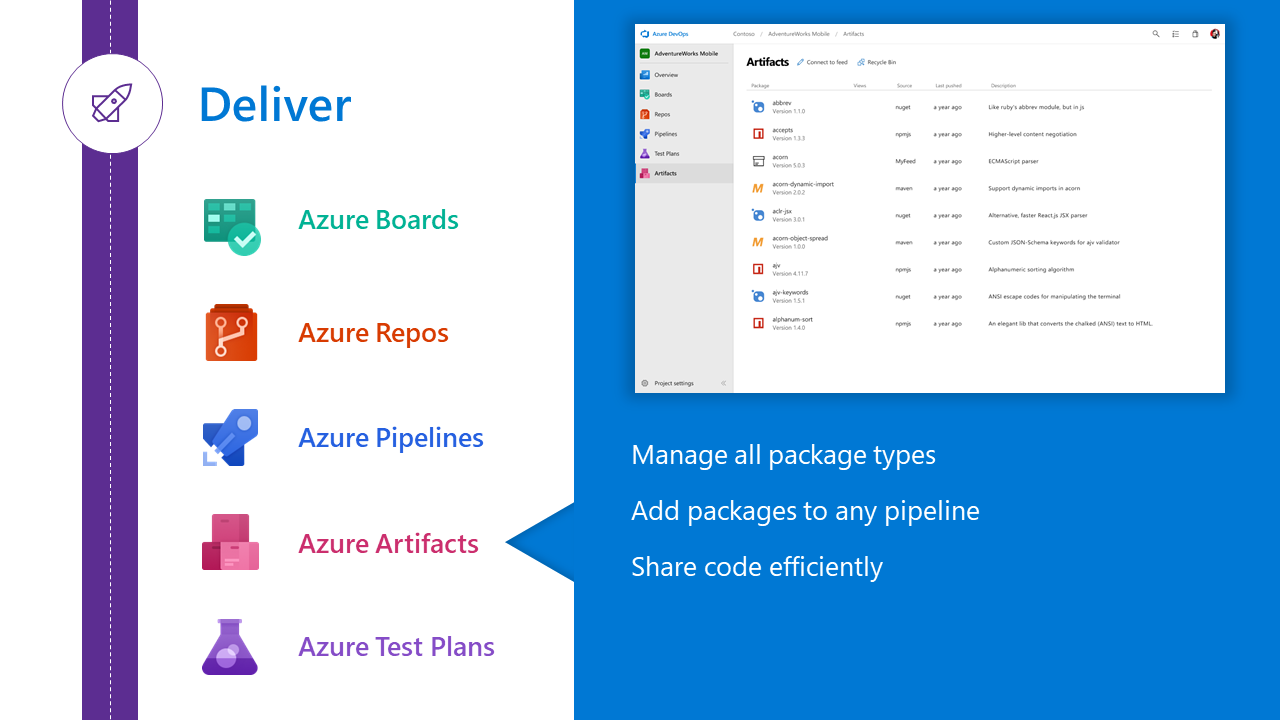 Deliver
Azure Boards
Azure Repos
Azure Pipelines
Azure Artifacts
Azure Test Plans
Azure DevOps
Contoso / AdventureWorks Mobile / Artifacts
AW AdventureWorks Mobile
Overview
Boards
Repos
Pipelines
Test Plans
Artifacts
Project settings
Artifacts Connect to feed Recycle Bin
Package Views Source Last pushed Description
abbrev
Version 1.1.0 nuget a year ago Like ruby's abbrev module, but in js
accepts
Version 1.3.3 npmjs a year ago Higher-level content negotiation
acorn
Version 5.0.3 MyFeed a year ago ECMAScript parser
acorn-dynamic-import
Version 2.0.2 maven a year ago Support dynamic imports in acorn
aclr-jsx
Version 3.0.1 nuget a year ago Alternative, faster React.js JSX parser
acorn-object-spread
Version 1.0.0 maven a year ago Custom JSON-Schema keywords for ajv validator
ajv
Version 4.11.7 npmjs a year ago Alphanumeric sorting algorithm
ajv-keywords
Version 1.5.1 nuget a year ago ANSI escape codes for manipulating the terminal
alphanum-sort
Version 1.4.0 npmjs a year ago An elegant lib that converts the chalked (ANSI) text to HTML.
Manage all package types
Add packages to any pipeline
Share code efficiently